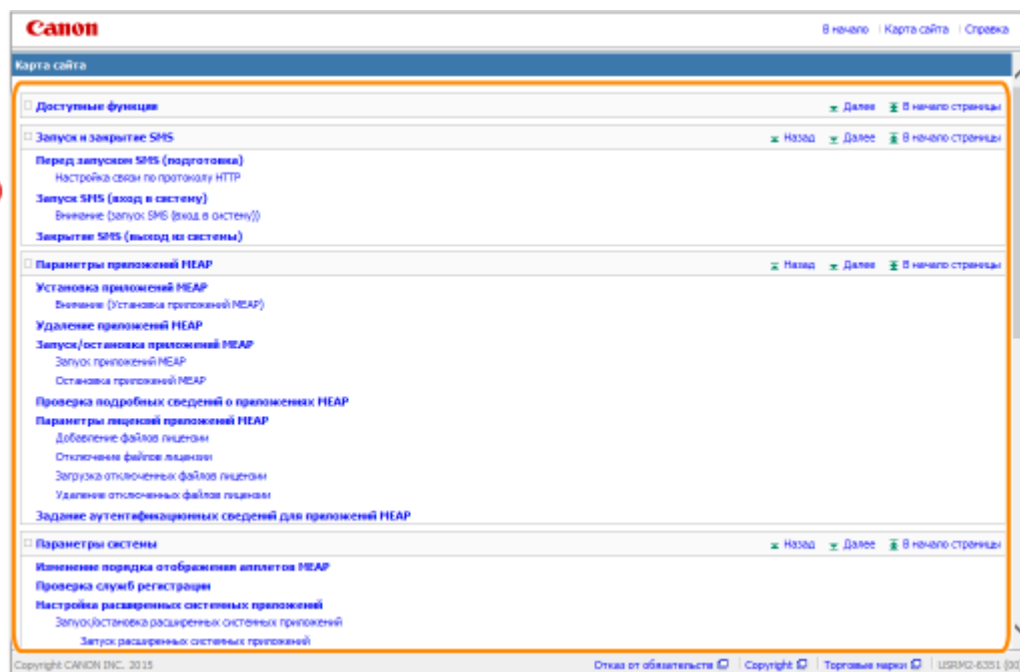 Canon
В начало | Карта сайта | Справка
Карта сайта
Доступные функции Далее В начало страницы
Запуск и закрытие SMS Назад Далее В начало страницы
Перед запуском SMS (подготовка)
Настройка связи по протоколу HTTP
Запуск SMS (вход в систему)
Внимание (запуск SMS (вход в систему))
Закрытие SMS (выход из системы)
Параметры приложений MEAP Назад Далее В начало страницы
Установка приложений MEAP
Внимание (Установка приложений MEAP)
Удаление приложений MEAP
Запуск/остановка приложений MEAP
Запуск приложений MEAP
Остановка приложений MEAP
Проверка подробных сведений о приложениях MEAP
Параметры лицензий приложений MEAP
Добавление файлов лицензии
Отключение файлов лицензии
Загрузка отключенных файлов лицензии
Удаление отключенных файлов лицензии
Задание аутентификационных сведений для приложений MEAP
Параметры системы Назад Далее В начало страницы
Изменение порядка отображения апплетов MEAP
Проверка служб регистрации
Настройка расширенных системных приложений
Запуск/остановка расширенных системных приложений
Запуск расширенных системных приложений
Copyright CANON INC. 2015 Отказ от обязательств | Copyright | Торговые марки | USRM2-6351 (00